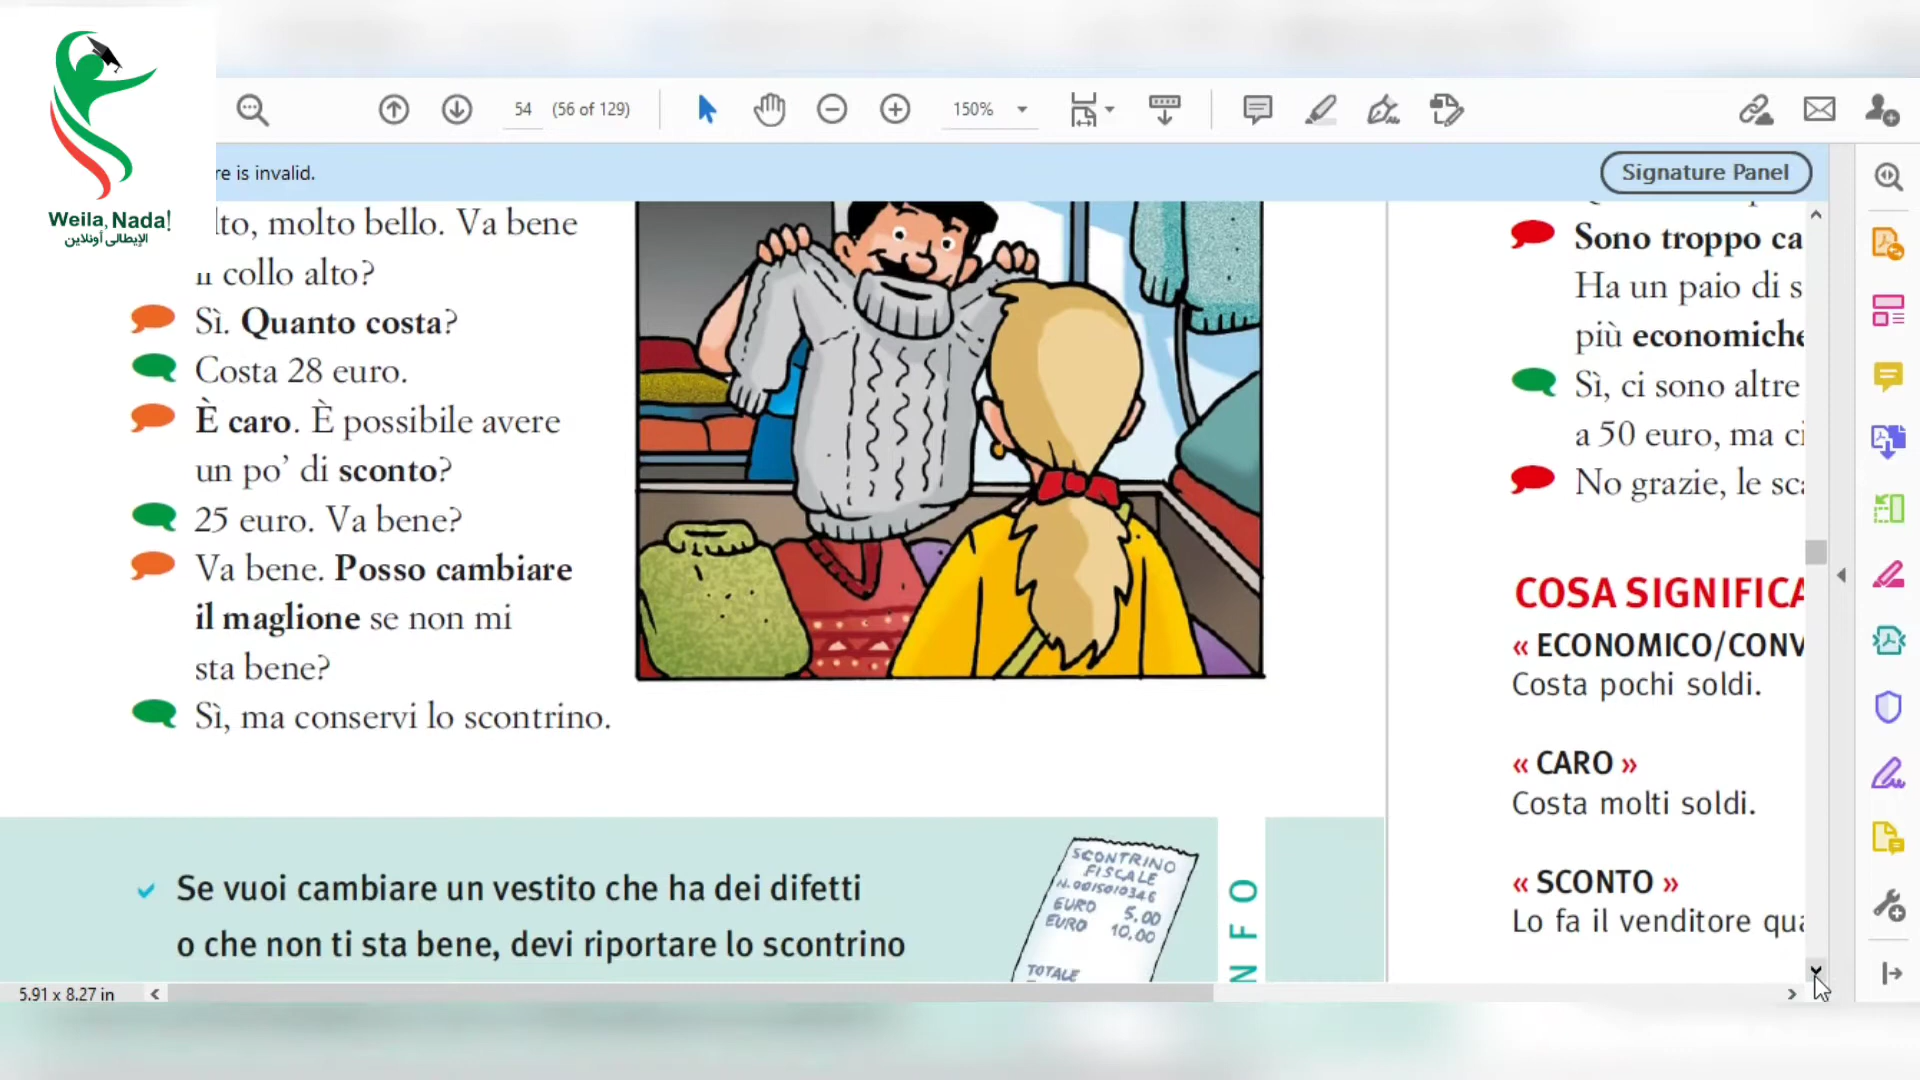 Weila, Nada!
الإيطالى أونلاين
54 (56 of 129)
150%
re is invalid.
Signature Panel
lto, molto bello. Va bene
collo alto?
Sì. Quanto costa?
Costa 28 euro.
È caro. È possibile avere
un po’ di sconto?
25 euro. Va bene?
Va bene. Posso cambiare
il maglione se non mi
sta bene?
Sì, ma conservi lo scontrino.
Se vuoi cambiare un vestito che ha dei difetti
o che non ti sta bene, devi riportare lo scontrino
SCONTRINO
FISCALE
N.0015010346
EURO 5,00
EURO 10,00
TOTALE
NFO
Sono troppo ca
Ha un paio di s
più economiche
Sì, ci sono altre
a 50 euro, ma ci
No grazie, le sca
COSA SIGNIFICA
« ECONOMICO/CONV
Costa pochi soldi.
« CARO »
Costa molti soldi.
« SCONTO »
Lo fa il venditore qua
5.91 x 8.27 in